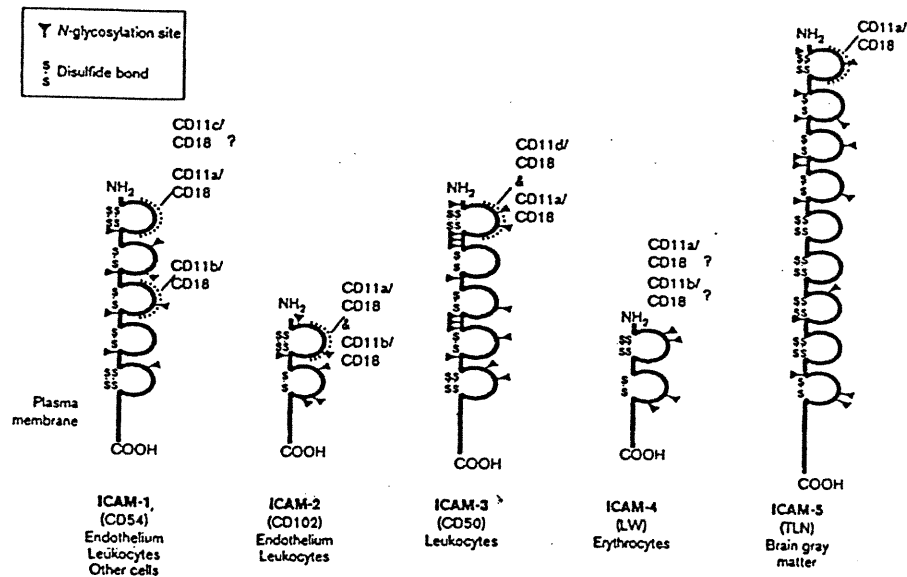 N-glycosylation site
Disulfide bond
CD11c/
CD18 ?
CD11a/
CD18
NH2
CD11b/
CD18
Plasma
membrane
COOH
ICAM-1
(CD54)
Endothelium
Leukocytes
Other cells
NH2
CD11a/
CD18
&
CD11b/
CD18
COOH
ICAM-2
(CD102)
Endothelium
Leukocytes
CD11d/
CD18
&
CD11a/
CD18
NH2
COOH
ICAM-3
(CD50)
Leukocytes
CD11a/
CD18 ?
CD11b/
CD18 ?
NH2
COOH
ICAM-4
(LW)
Erythrocytes
CD11a/
CD18
NH2
COOH
ICAM-5
(TLN)
Brain gray
matter